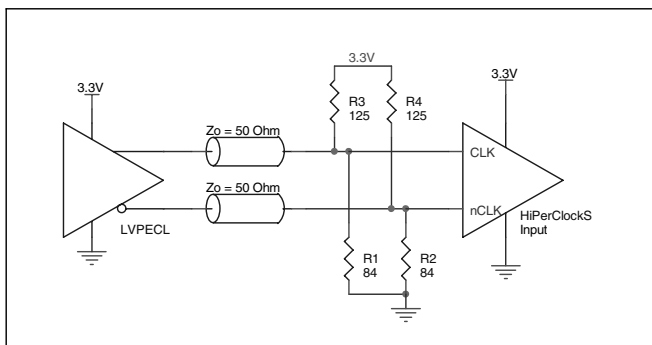 3.3V
3.3V
3.3V
R3
125
R4
125
Zo = 50 Ohm
CLK
Zo = 50 Ohm
nCLK
HiPerClockS
Input
LVPECL
R1
84
R2
84